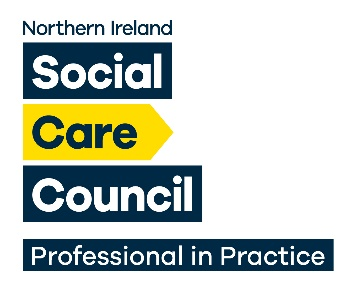 Northern Ireland
Social
Care
Council
Professional in Practice